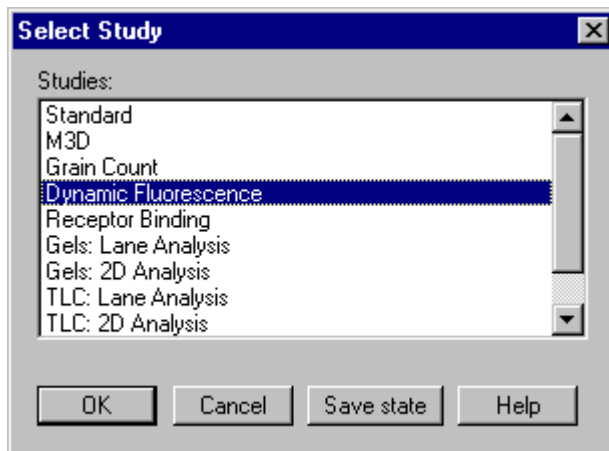 Select Study
Studies:
Standard
M3D
Grain Count
Dynamic Fluorescence
Receptor Binding
Gels: Lane Analysis
Gels: 2D Analysis
TLC: Lane Analysis
TLC: 2D Analysis
OK Cancel Save state Help